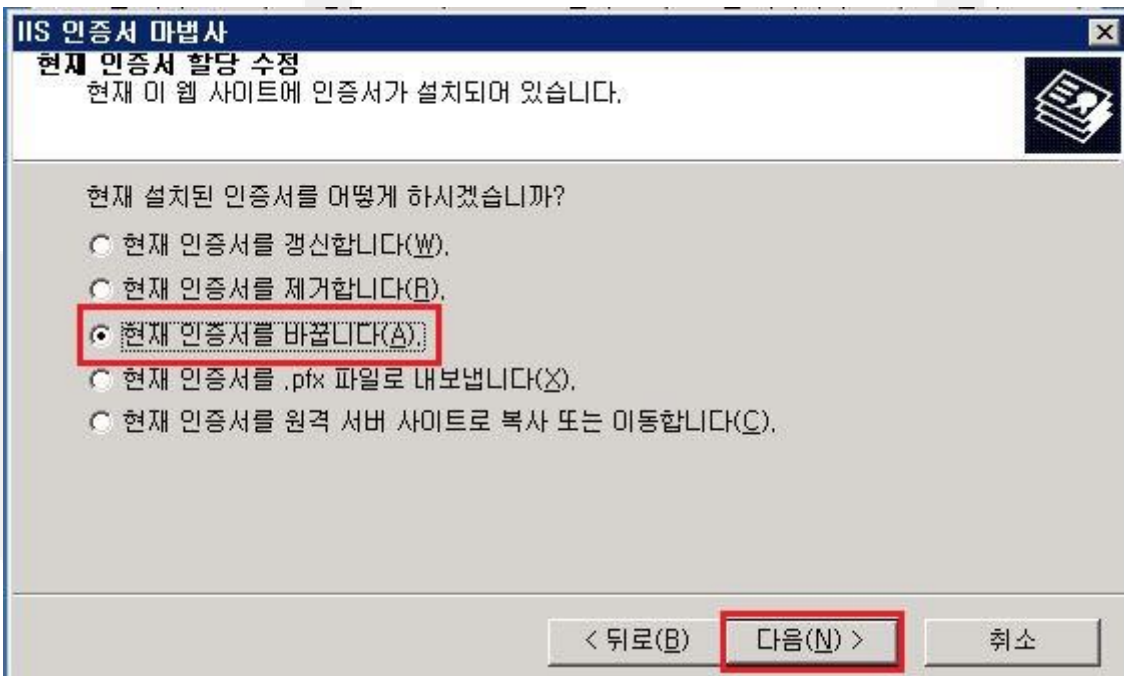 IIS 인증서 마법사
현재 인증서 할당 수정
현재 이 웹 사이트에 인증서가 설치되어 있습니다.
현재 설치된 인증서를 어떻게 하시겠습니까?
현재 인증서를 갱신합니다(W).
현재 인증서를 제거합니다(R).
현재 인증서를 바꿉니다(A).
현재 인증서를 .pfx 파일로 내보냅니다(X).
현재 인증서를 원격 서버 사이트로 복사 또는 이동합니다(C).
< 뒤로(B) 다음(N) > 취소